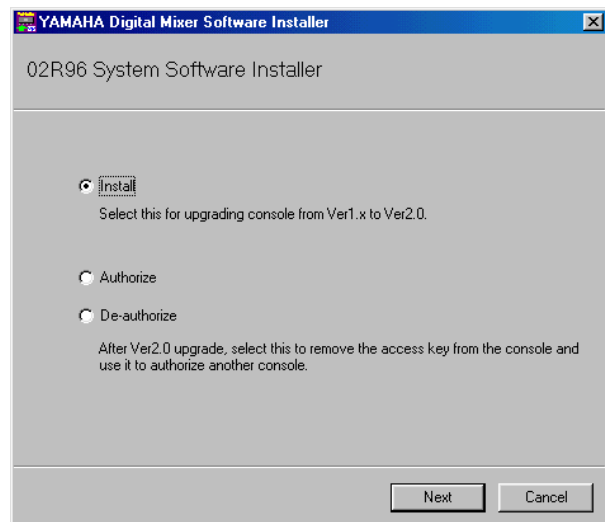 YAMAHA Digital Mixer Software Installer
02R96 System Software Installer
Install
Select this for upgrading console from Ver1.x to Ver2.0.
Authorize
De-authorize
After Ver2.0 upgrade, select this to remove the access key from the console and
use it to authorize another console.
Next Cancel